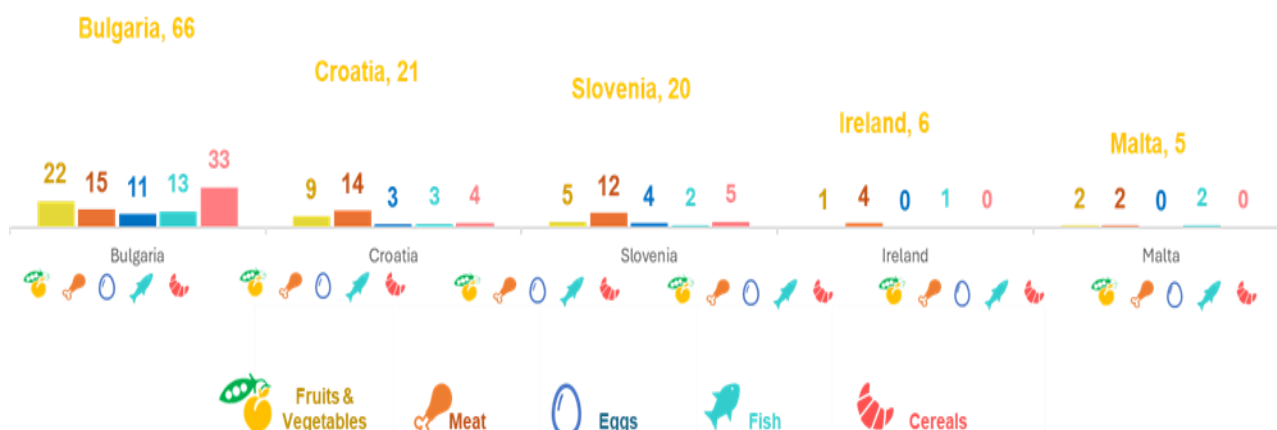 Bulgaria, 66
Croatia, 21
Slovenia, 20
Ireland, 6
Malta, 5
22 15 11 13 33
9 14 3 3 4
5 12 4 2 5
1 4 0 1 0
2 2 0 2 0
Bulgaria Croatia Slovenia Ireland Malta
Fruits &
Vegetables Meat Eggs Fish Cereals